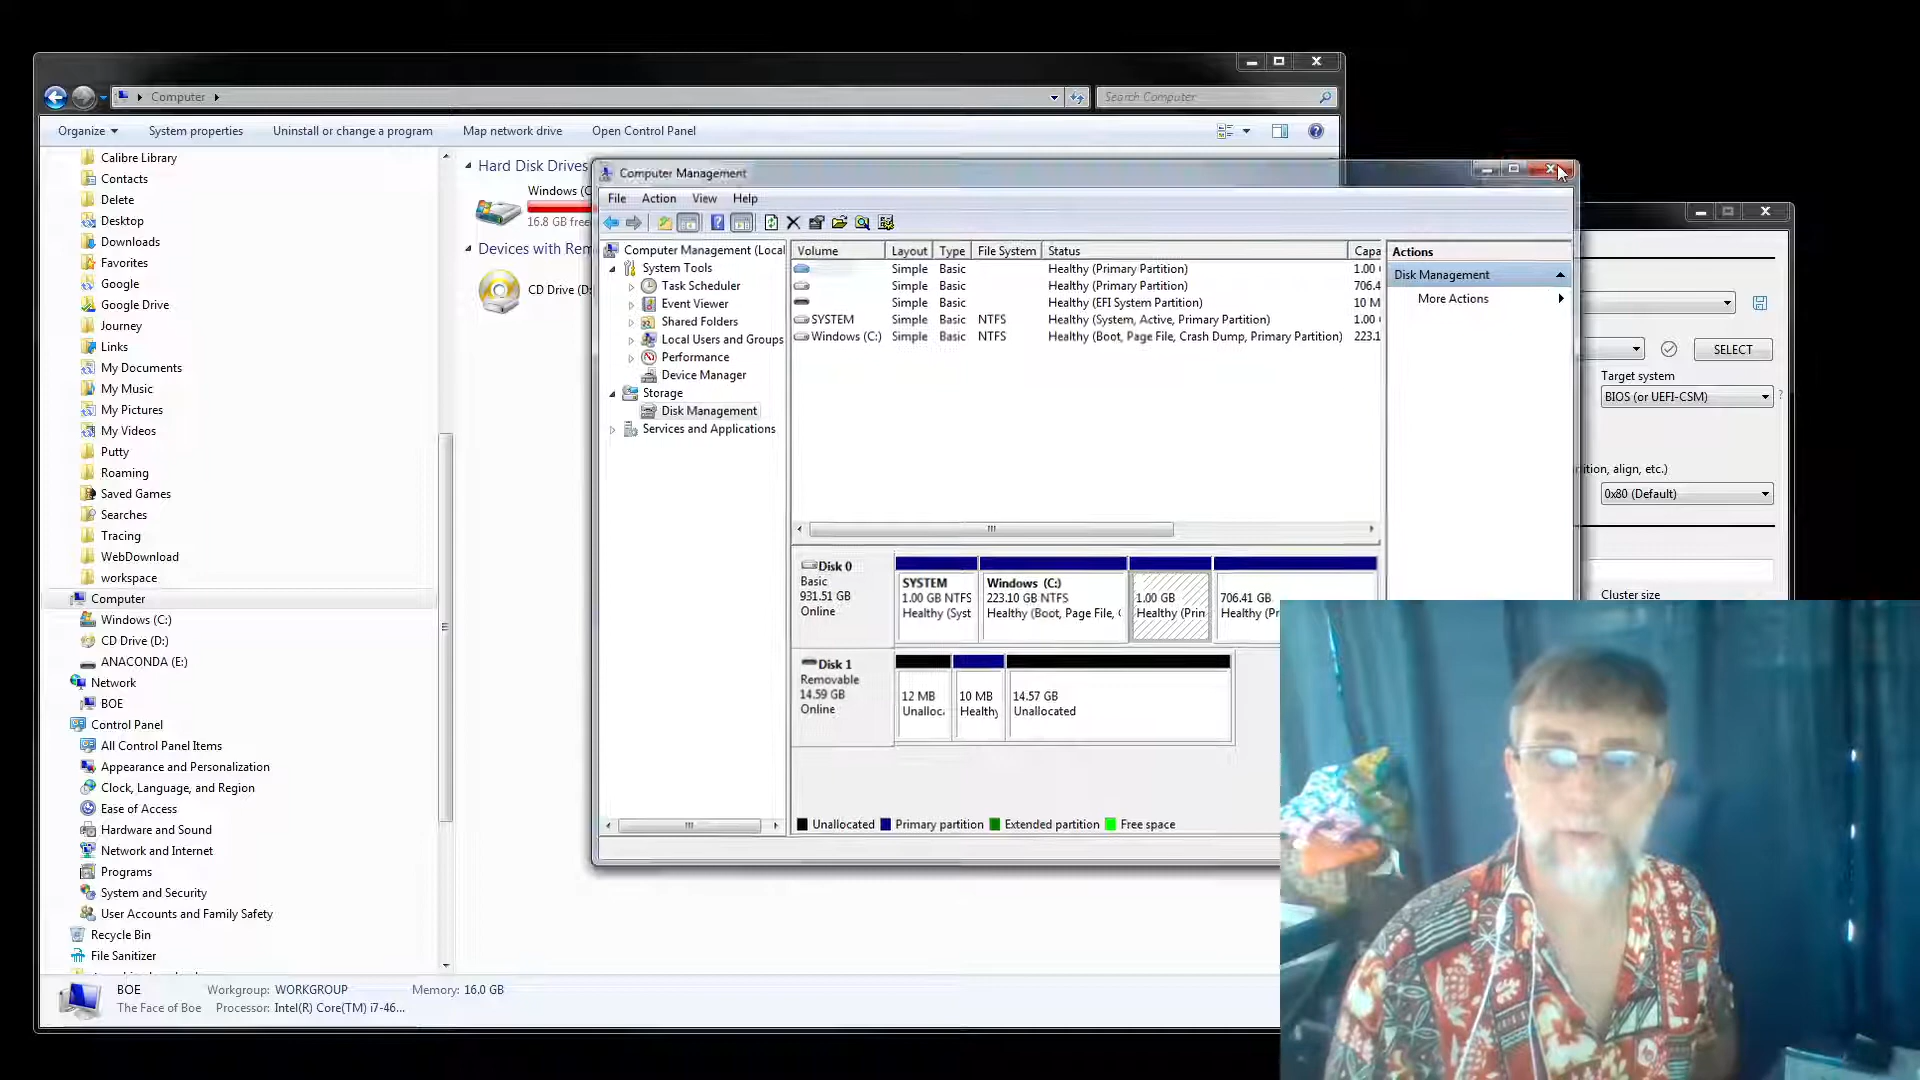 Computer
Search Computer
Organize
System properties
Uninstall or change a program
Map network drive
Open Control Panel
Calibre Library
Contacts
Delete
Desktop
Downloads
Favorites
Google
Google Drive
Journey
Links
My Documents
My Music
My Pictures
My Videos
Putty
Roaming
Saved Games
Searches
Tracing
WebDownload
workspace
Computer
Windows (C:)
CD Drive (D:)
ANACONDA (E:)
Network
BOE
Control Panel
All Control Panel Items
Appearance and Personalization
Clock, Language, and Region
Ease of Access
Hardware and Sound
Network and Internet
Programs
System and Security
User Accounts and Family Safety
Recycle Bin
File Sanitizer
Hard Disk Drives
Windows (C
16.8 GB free
Devices with Rem
CD Drive (D:
BOE
Workgroup: WORKGROUP
Memory: 16.0 GB
The Face of Boe
Processor: Intel(R) Core(TM) i7-46...
Computer Management
File Action View Help
Computer Management (Local
System Tools
Task Scheduler
Event Viewer
Shared Folders
Local Users and Groups
Performance
Device Manager
Storage
Disk Management
Services and Applications
Volume Layout Type File System Status Capa
Simple Basic Healthy (Primary Partition) 1.00
Simple Basic Healthy (Primary Partition) 706.4
Simple Basic Healthy (EFI System Partition) 10 M
SYSTEM Simple Basic NTFS Healthy (System, Active, Primary Partition) 1.00
Windows (C:) Simple Basic NTFS Healthy (Boot, Page File, Crash Dump, Primary Partition) 223.1
Actions
Disk Management
More Actions
Disk 0
Basic
931.51 GB
Online
SYSTEM
1.00 GB NTFS
Healthy (Syst
Windows (C:)
223.10 GB NTFS
Healthy (Boot, Page File,
1.00 GB
Healthy (Prin
706.41 GB
Healthy (P
Disk 1
Removable
14.59 GB
Online
12 MB
Unalloc
10 MB
Healthy
14.57 GB
Unallocated
Unallocated Primary partition Extended partition Free space
SELECT
Target system
BIOS (or UEFI-CSM)
?
ition, align, etc.)
0x80 (Default)
Cluster size